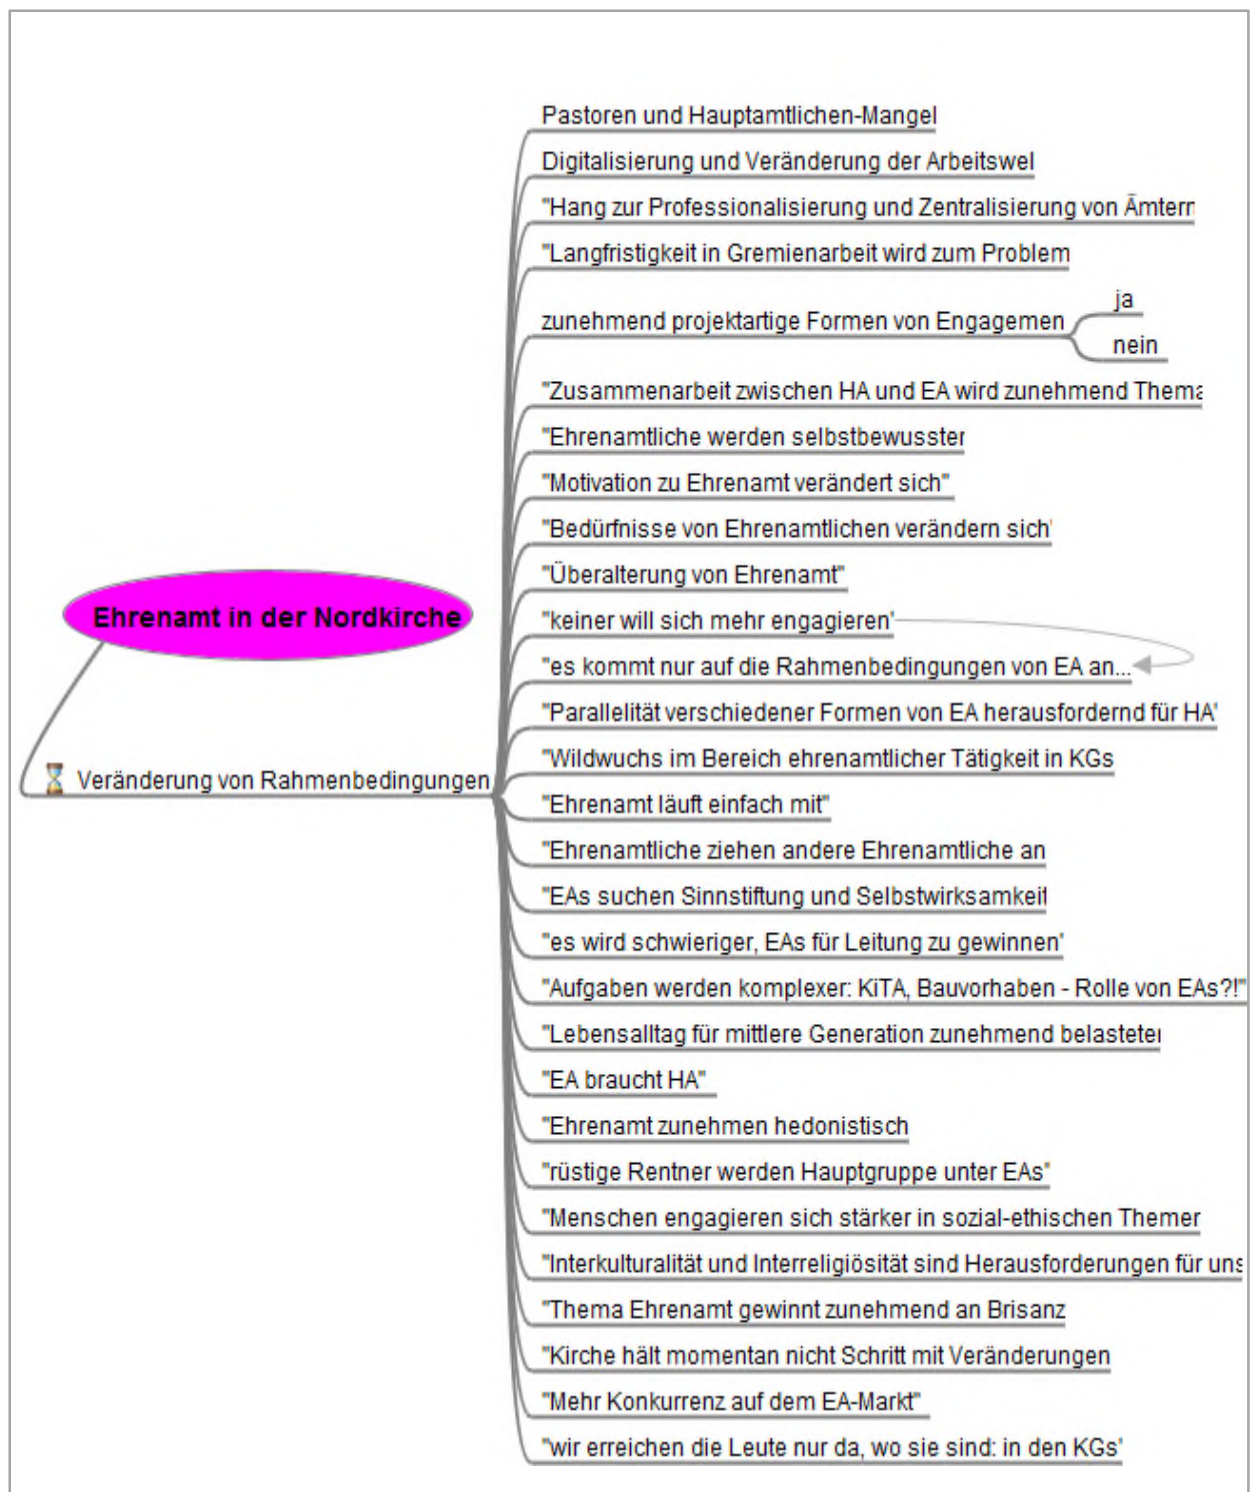 Pastoren und Hauptamtlichen-Mangel
Digitalisierung und Veränderung der Arbeitswel
"Hang zur Professionalisierung und Zentralisierung von Ämtern
"Langfristigkeit in Gremienarbeit wird zum Problem
ja
zunehmend projektartige Formen von Engagemen
nein
"Zusammenarbeit zwischen HA und EA wird zunehmend Thema
"Ehrenamtliche werden selbstbewusster
"Motivation zu Ehrenamt verändert sich"
"Bedürfnisse von Ehrenamtlichen verändern sich'
"Überalterung von Ehrenamt"
Ehrenamt in der Nordkirche
"keiner will sich mehr engagieren'
"es kommt nur auf die Rahmenbedingungen von EA an...
"Parallelität verschiedener Formen von EA herausfordernd für HA'
"Wildwuchs im Bereich ehrenamtlicher Tätigkeit in KGs
Veränderung von Rahmenbedingungen
"Ehrenamt läuft einfach mit"
"Ehrenamtliche ziehen andere Ehrenamtliche an
"EAs suchen Sinnstiftung und Selbstwirksamkeit
"es wird schwieriger, EAs für Leitung zu gewinnen'
"Aufgaben werden komplexer: KiTA, Bauvorhaben - Rolle von EAs?!"
"Lebensalltag für mittlere Generation zunehmend belasteter
"EA braucht HA"
"Ehrenamt zunehmen hedonistisch
"rüstige Rentner werden Hauptgruppe unter EAs"
"Menschen engagieren sich stärker in sozial-ethischen Themen
"Interkulturalität und Interreligiösität sind Herausforderungen für uns
"Thema Ehrenamt gewinnt zunehmend an Brisanz
"Kirche hält momentan nicht Schritt mit Veränderungen
"Mehr Konkurrenz auf dem EA-Markt"
"wir erreichen die Leute nur da, wo sie sind: in den KGs'